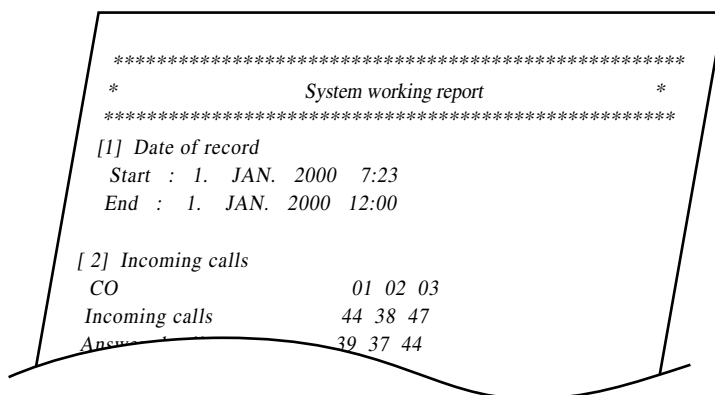 *****************************************************
* System working report *
*****************************************************
[1] Date of record
Start : 1. JAN. 2000 7:23
End : 1. JAN. 2000 12:00
[ 2] Incoming calls
CO 01 02 03
Incoming calls 44 38 47
39 37 44